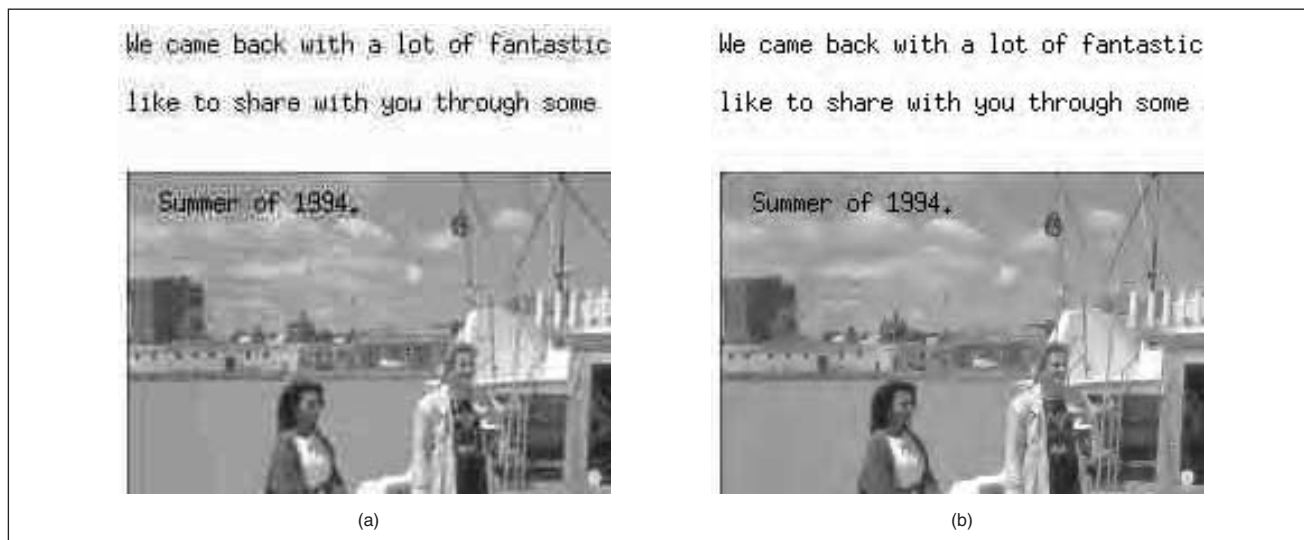 We came back with a lot of fantastic
like to share with you through some
Summer of 1994.
(a)
We came back with a lot of fantastic
like to share with you through some
Summer of 1994.
(b)